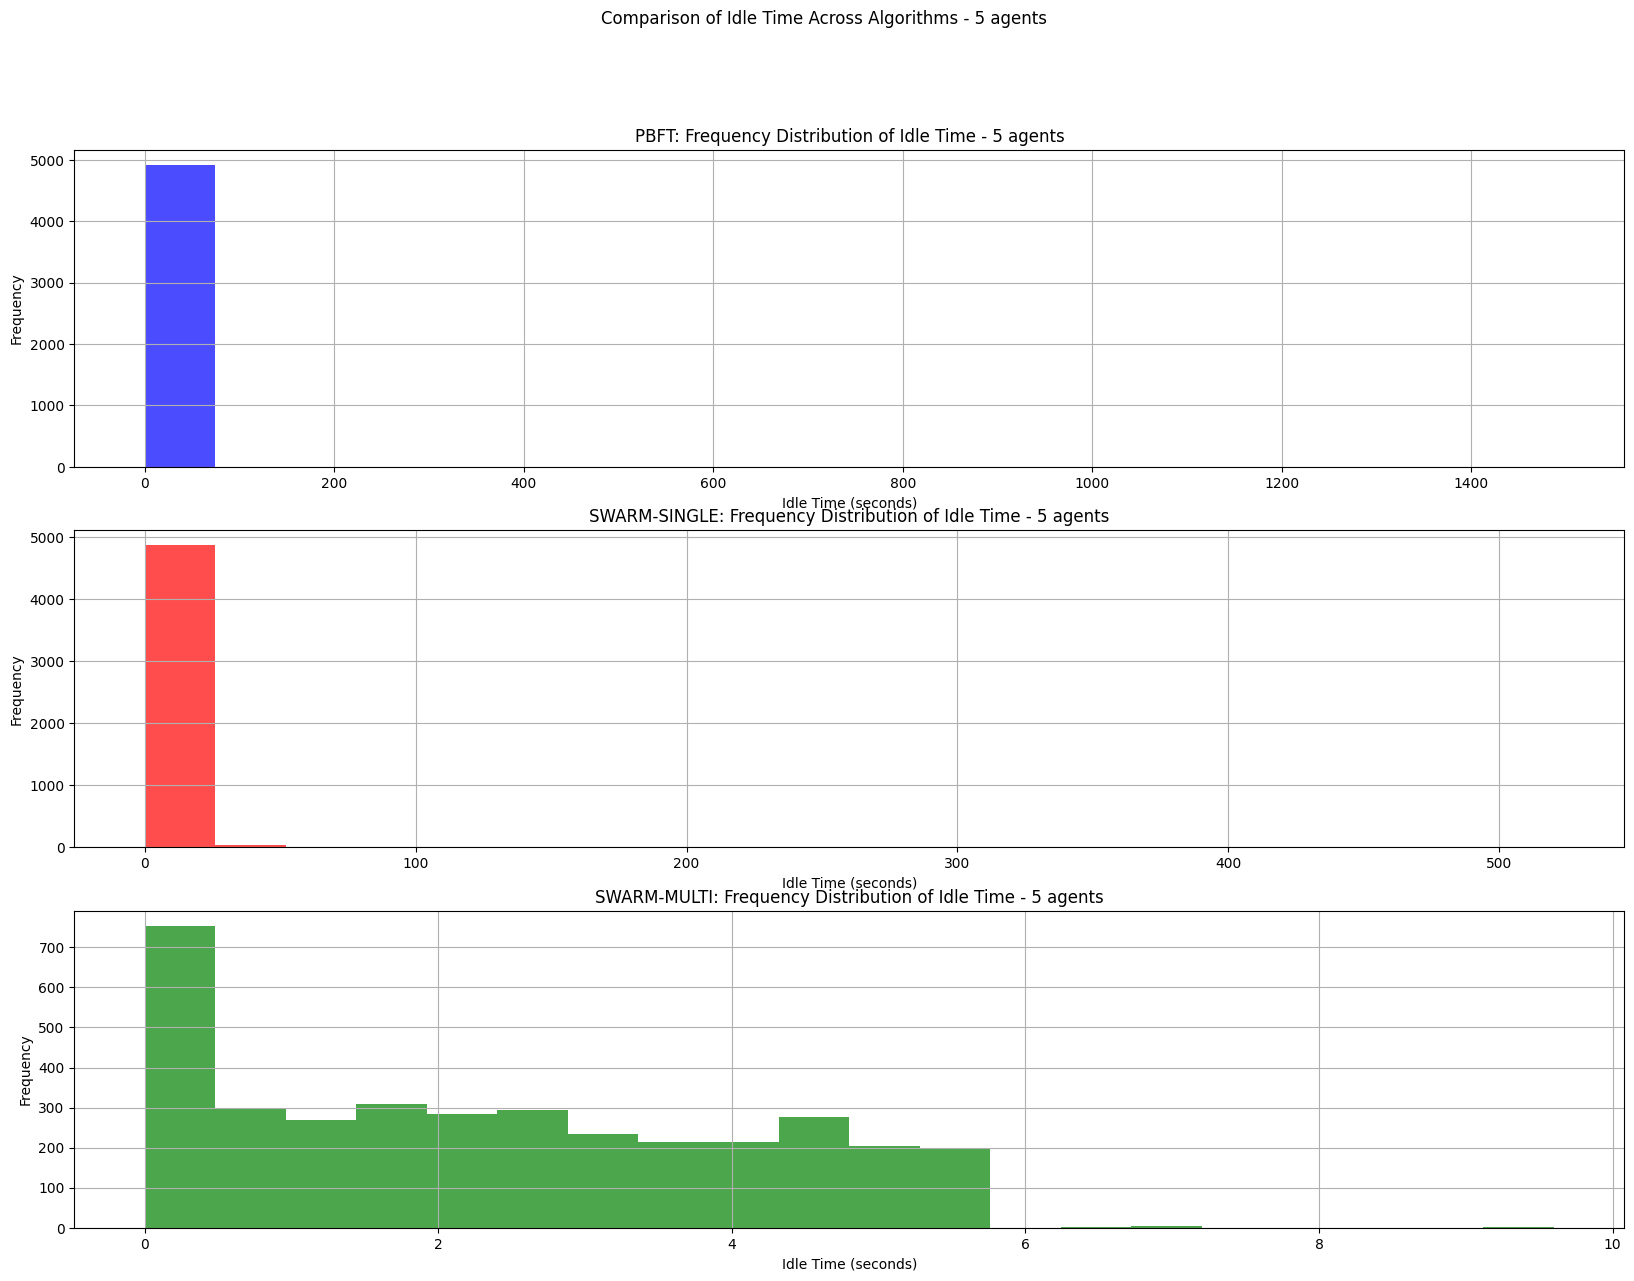 Comparison of Idle Time Across Algorithms - 5 agents
PBFT: Frequency Distribution of Idle Time - 5 agents
5000
4000
3000
2000
1000
0
Frequency
0 200 400 600 800 1000 1200 1400
Idle Time (seconds)
SWARM-SINGLE: Frequency Distribution of Idle Time - 5 agents
5000
4000
3000
2000
1000
0
Frequency
0 100 200 300 400 500
Idle Time (seconds)
SWARM-MULTI: Frequency Distribution of Idle Time - 5 agents
700
600
500
400
300
200
100
0
Frequency
0 2 4 6 8 10
Idle Time (seconds)